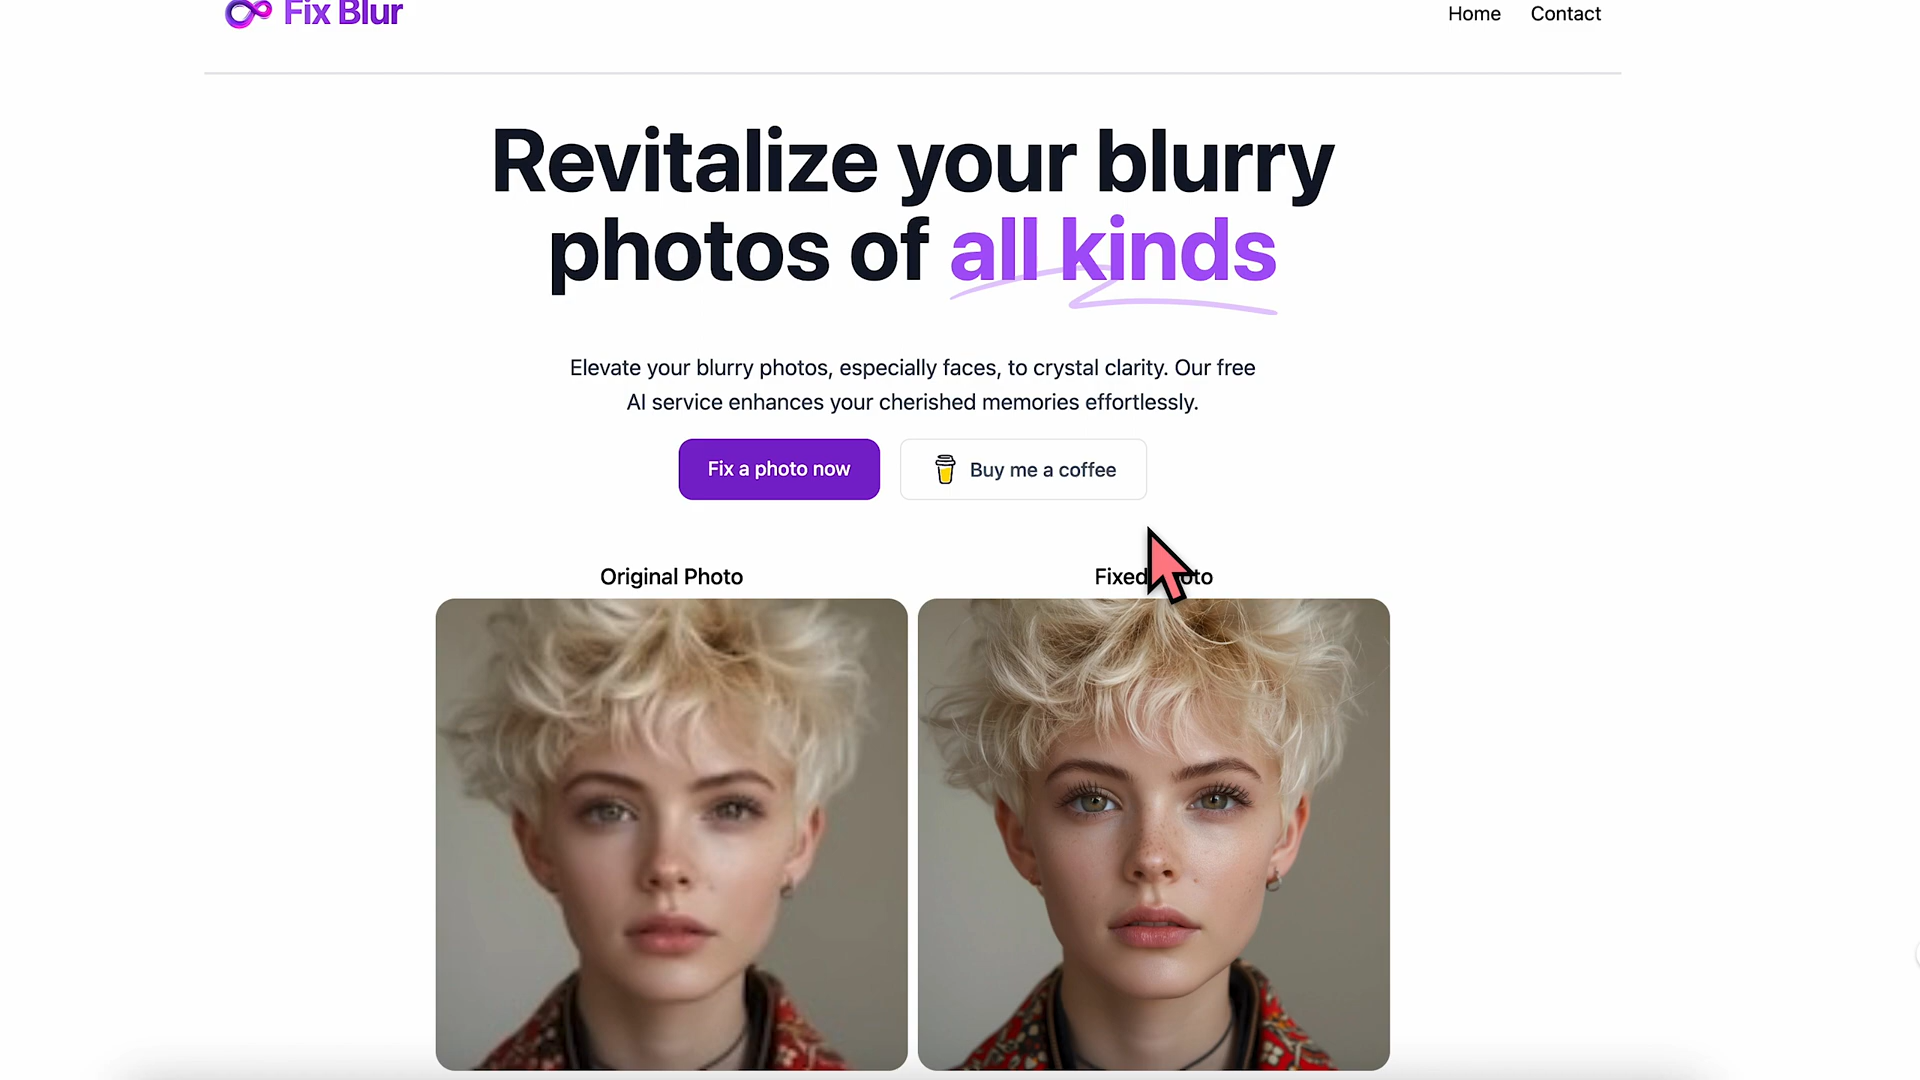 Fix Blur
Home
Contact
Revitalize your blurry
photos of all kinds
Elevate your blurry photos, especially faces, to crystal clarity. Our free
AI service enhances your cherished memories effortlessly.
Fix a photo now
Buy me a coffee
Original Photo
Fixed